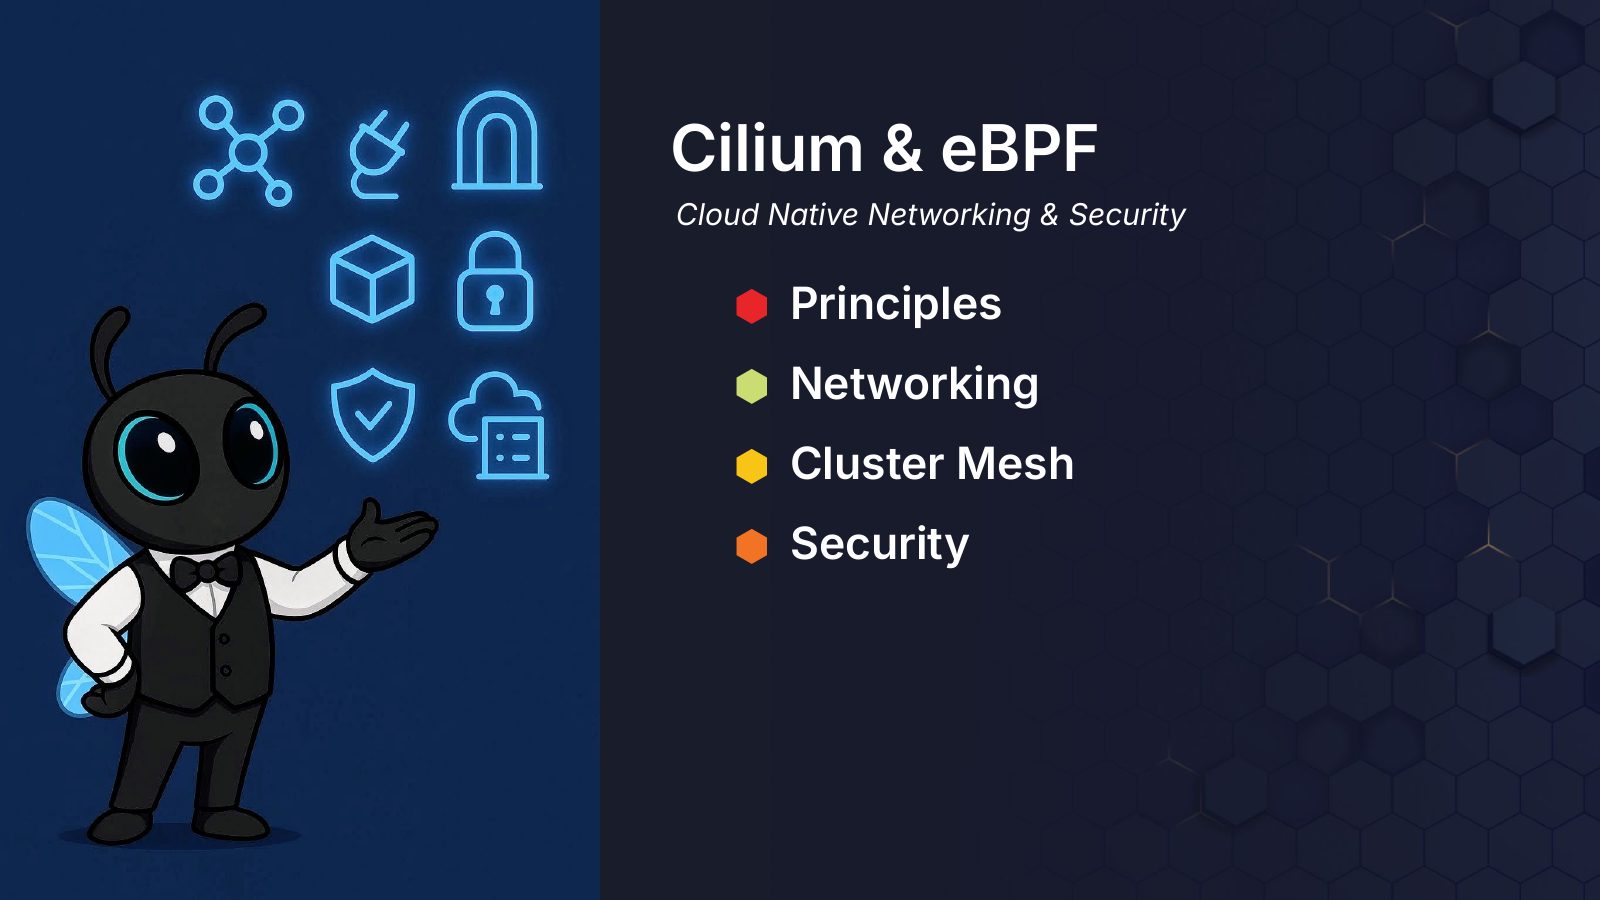 Cilium & eBPF
Cloud Native Networking & Security
Principles
Networking
Cluster Mesh
Security